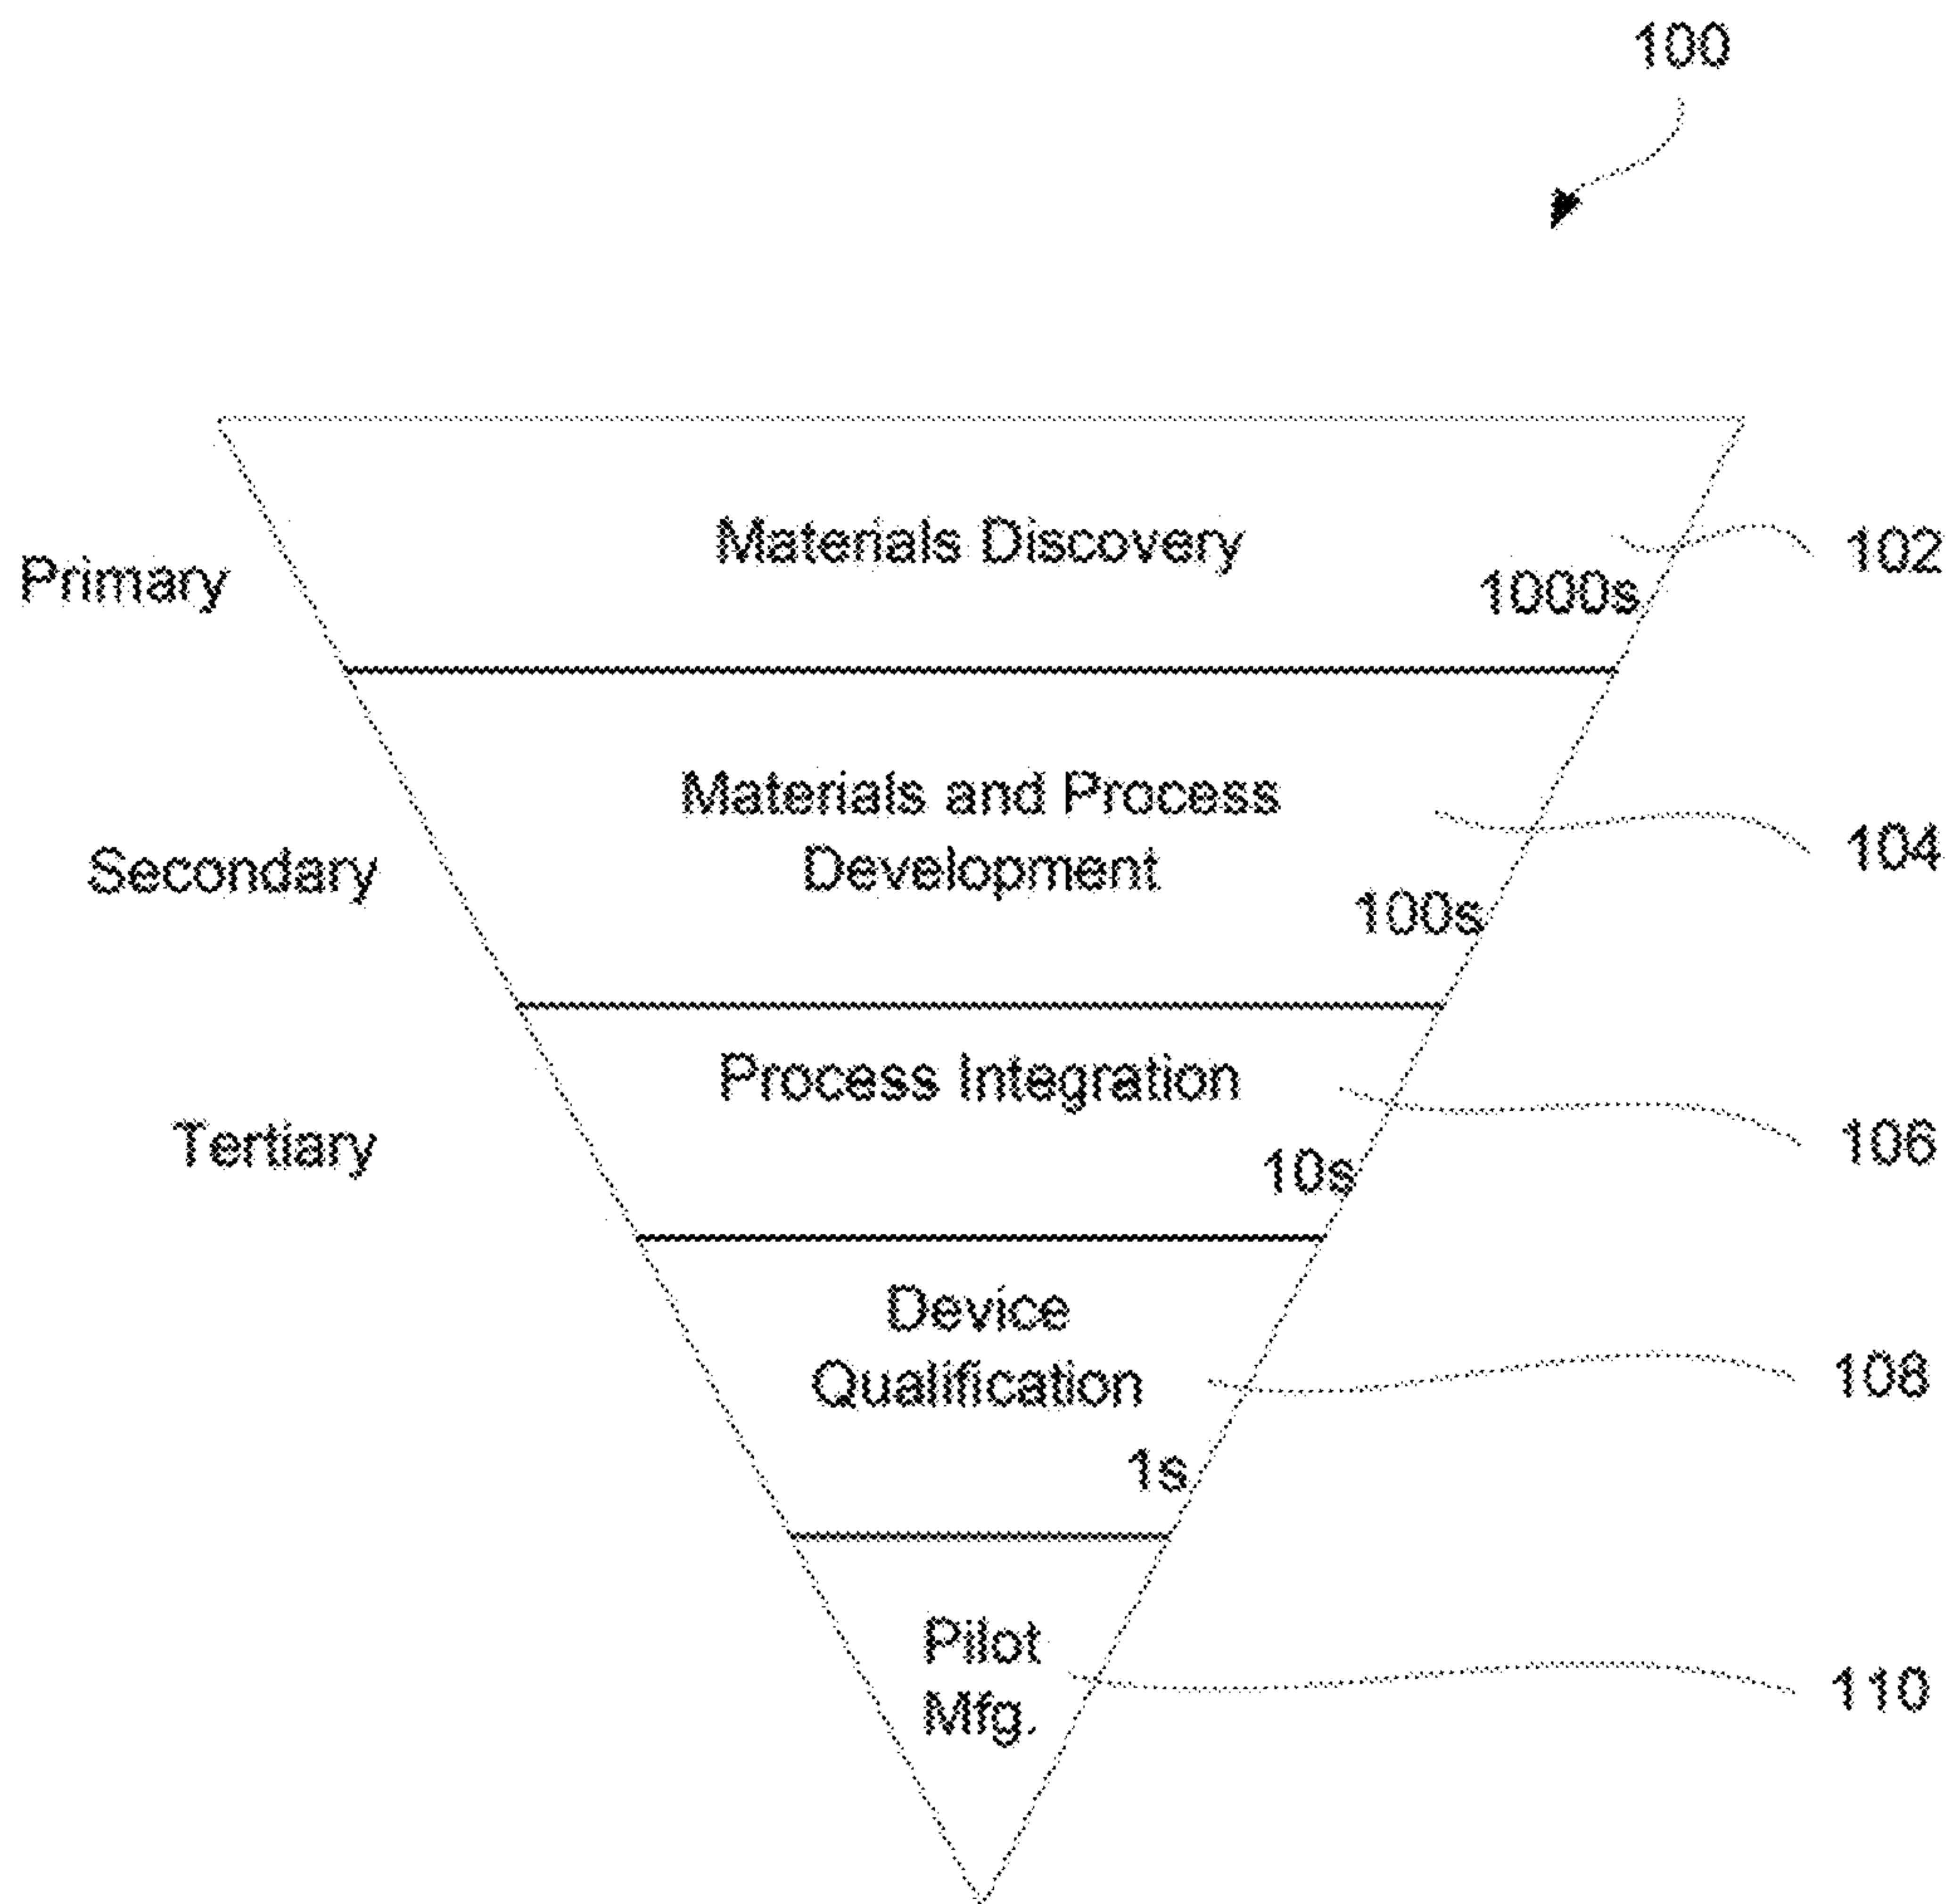 100
Materials Discovery
102
Primary
1000s
Materials and Process
Development
104
Secondary
100s
Process Integration
106
Tertiary
10s
Device
Qualification
108
1s
Pilot
Mfg.
110